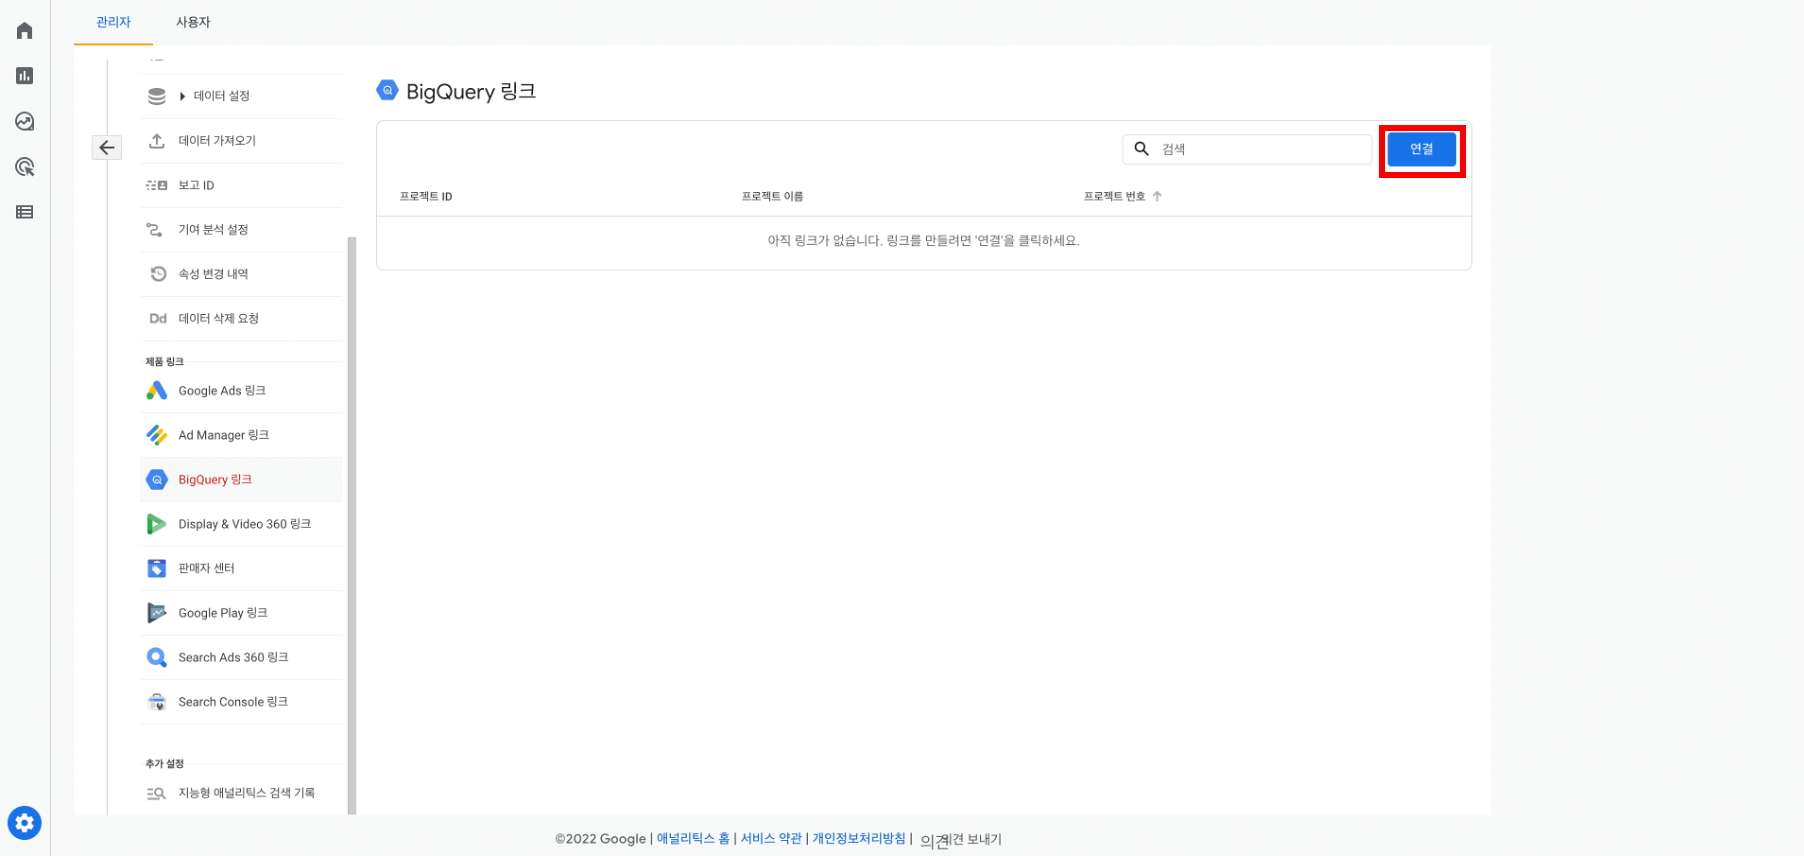 관리자
사용자
데이터 설정
데이터 가져오기
보고 ID
기여 분석 설정
속성 변경 내역
Dd 데이터 삭제 요청
제품 링크
Google Ads 링크
Ad Manager 링크
BigQuery 링크
Display & Video 360 링크
판매자 센터
Google Play 링크
Search Ads 360 링크
Search Console 링크
추가 설정
지능형 애널리틱스 검색 기록
BigQuery 링크
검색
연결
프로젝트 ID
프로젝트 이름
프로젝트 번호
아직 링크가 없습니다. 링크를 만들려면 '연결'을 클릭하세요.
©2022 Google | 애널리틱스 홈 | 서비스 약관 | 개인정보처리방침 | 의견 의견 보내기